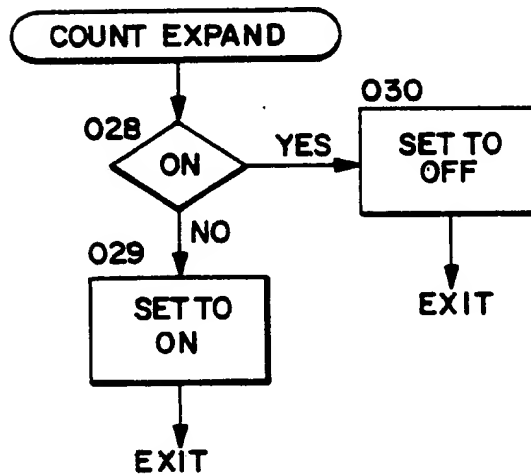 COUNT EXPAND
028
ON
YES
030
SET TO
OFF
EXIT
NO
029
SET TO
ON
EXIT